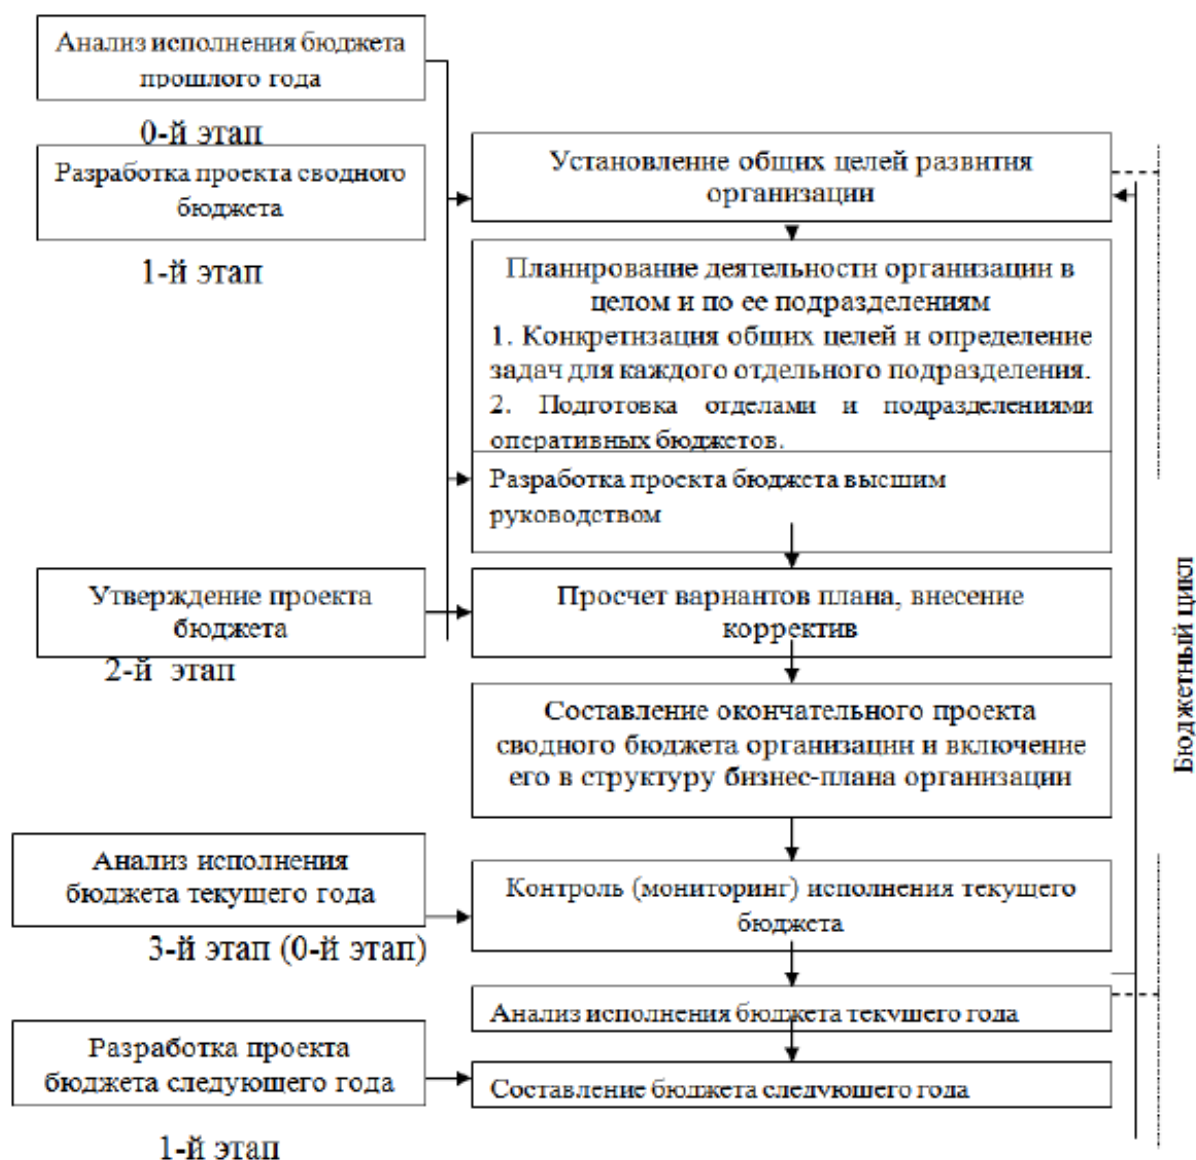 Анализ исполнения бюджета
прошлого года
0-й этап
Разработка проекта сводного
бюджета
1-й этап
Установление общих целей развития
организации
Планирование деятельности организации в
целом и по ее подразделениям
1. Конкретизация общих целей и определение
задач для каждого отдельного подразделения.
2. Подготовка отделами и подразделениями
оперативных бюджетов.
Разработка проекта бюджета высшим
руководством
Утверждение проекта
бюджета
2-й этап
Просчет вариантов плана, внесение
корректив
Составление окончательного проекта
сводного бюджета организации и включение
его в структуру бизнес-плана организации
Анализ исполнения
бюджета текущего года
3-й этап (0-й этап)
Контроль (мониторинг) исполнения текущего
бюджета
Анализ исполнения бюджета текущего года
Разработка проекта
бюджета следующего года
1-й этап
Составление бюджета следующего года
Бюджетный цикл